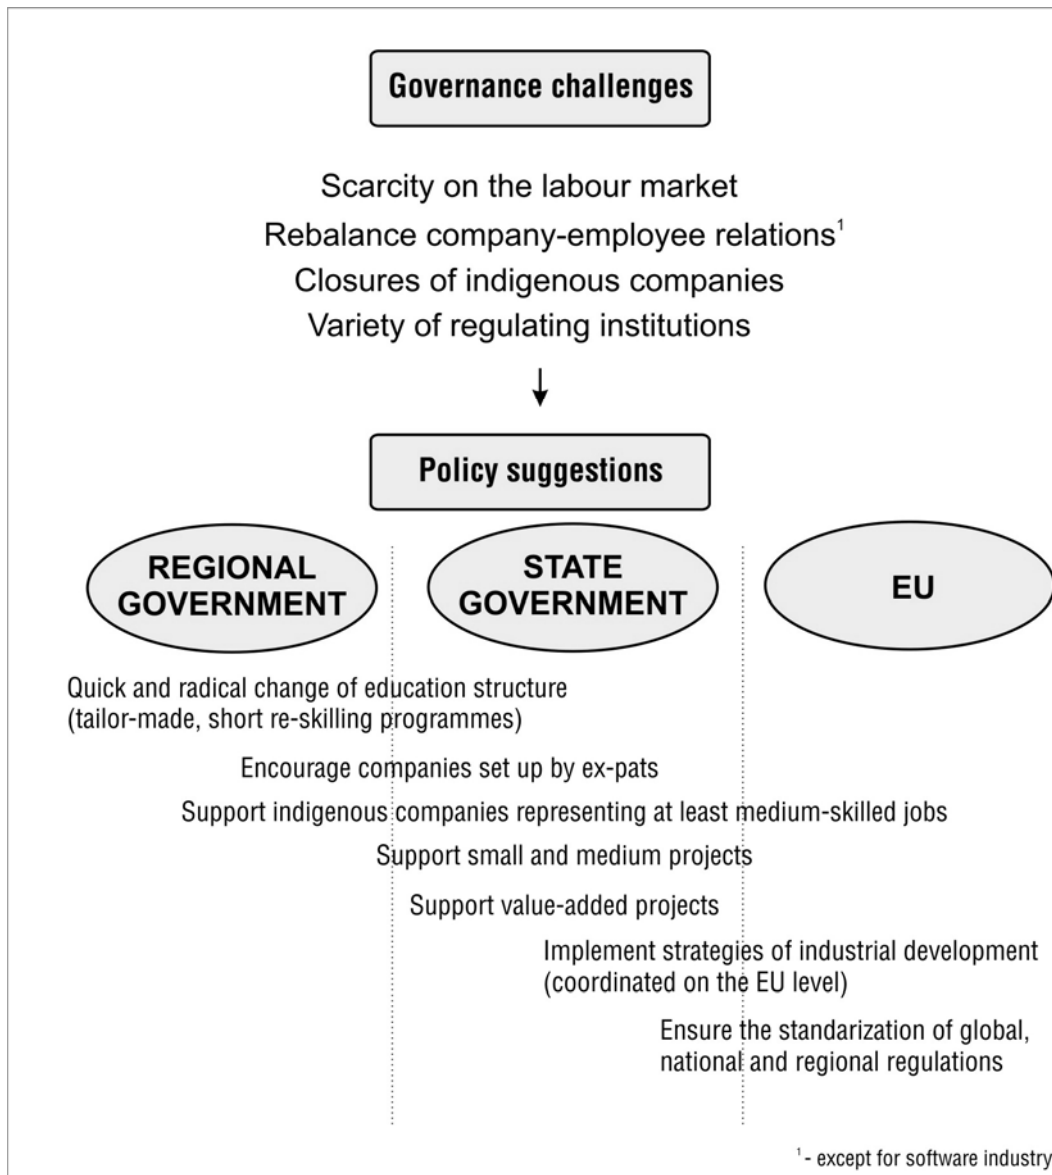 Governance challenges
Scarcity on the labour market
Rebalance company-employee relations¹
Closures of indigenous companies
Variety of regulating institutions
Policy suggestions
REGIONAL
GOVERNMENT
STATE
GOVERNMENT
EU
Quick and radical change of education structure
(tailor-made, short re-skilling programmes)
Encourage companies set up by ex-pats
Support indigenous companies representing at least medium-skilled jobs
Support small and medium projects
Support value-added projects
Implement strategies of industrial development
(coordinated on the EU level)
Ensure the standarization of global,
national and regional regulations
¹ - except for software industry